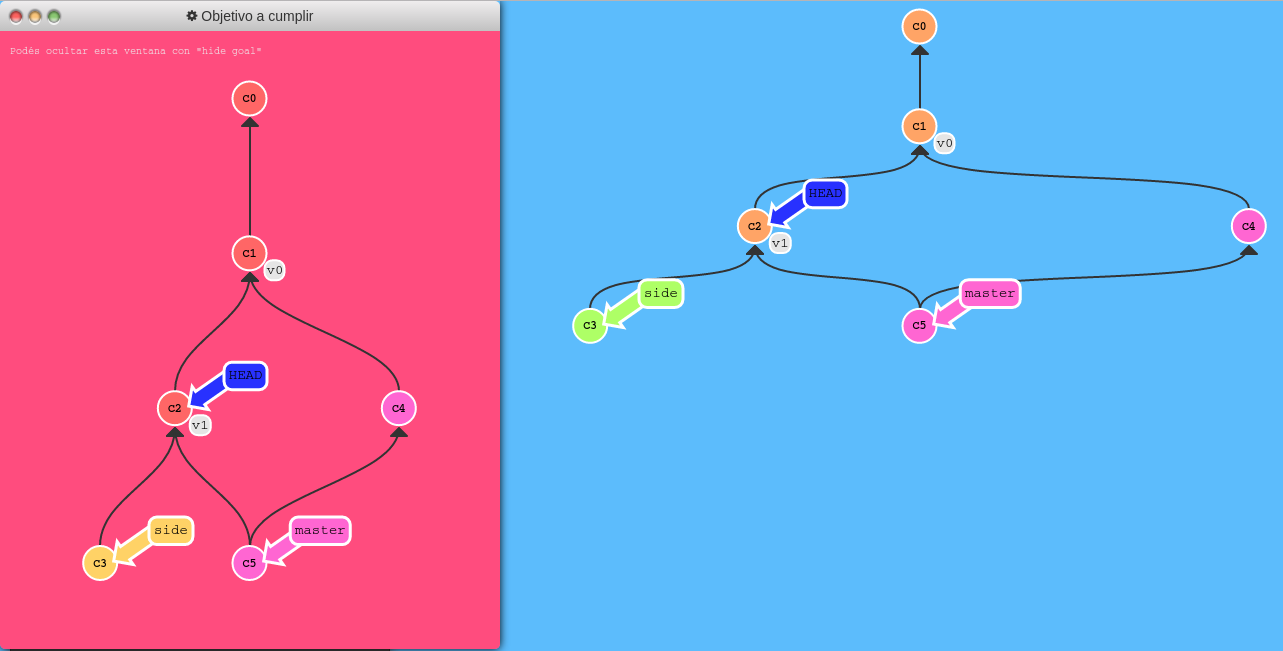 Objetivo a cumplir
Podés ocultar esta ventana con "hide goal"
c0
c1
v0
HEAD
c2
c4
v1
side
master
c3
c5
c0
c1
v0
HEAD
c2
c4
v1
side
master
c3
c5